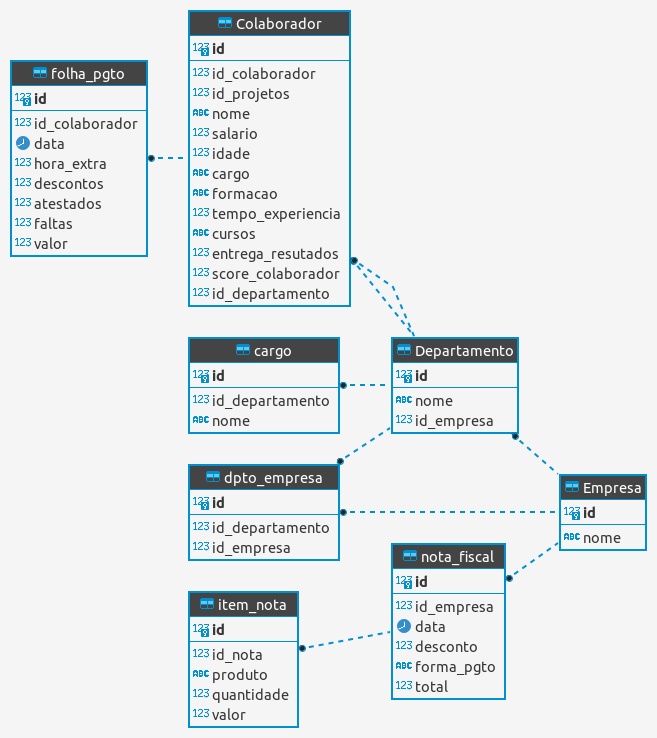 Colaborador
123 id
123 id_colaborador
123 id_projetos
ABC nome
123 salario
123 idade
ABC cargo
ABC formacao
123 tempo_experiencia
ABC cursos
123 entrega_resutados
123 score_colaborador
123 id_departamento
folha_pgto
123 id
123 id_colaborador
data
123 hora_extra
123 descontos
123 atestados
123 faltas
123 valor
cargo
123 id
123 id_departamento
ABC nome
Departamento
123 id
ABC nome
123 id_empresa
dpto_empresa
123 id
123 id_departamento
123 id_empresa
Empresa
123 id
ABC nome
nota_fiscal
123 id
123 id_empresa
data
123 desconto
ABC forma_pgto
123 total
item_nota
123 id
123 id_nota
ABC produto
123 quantidade
123 valor